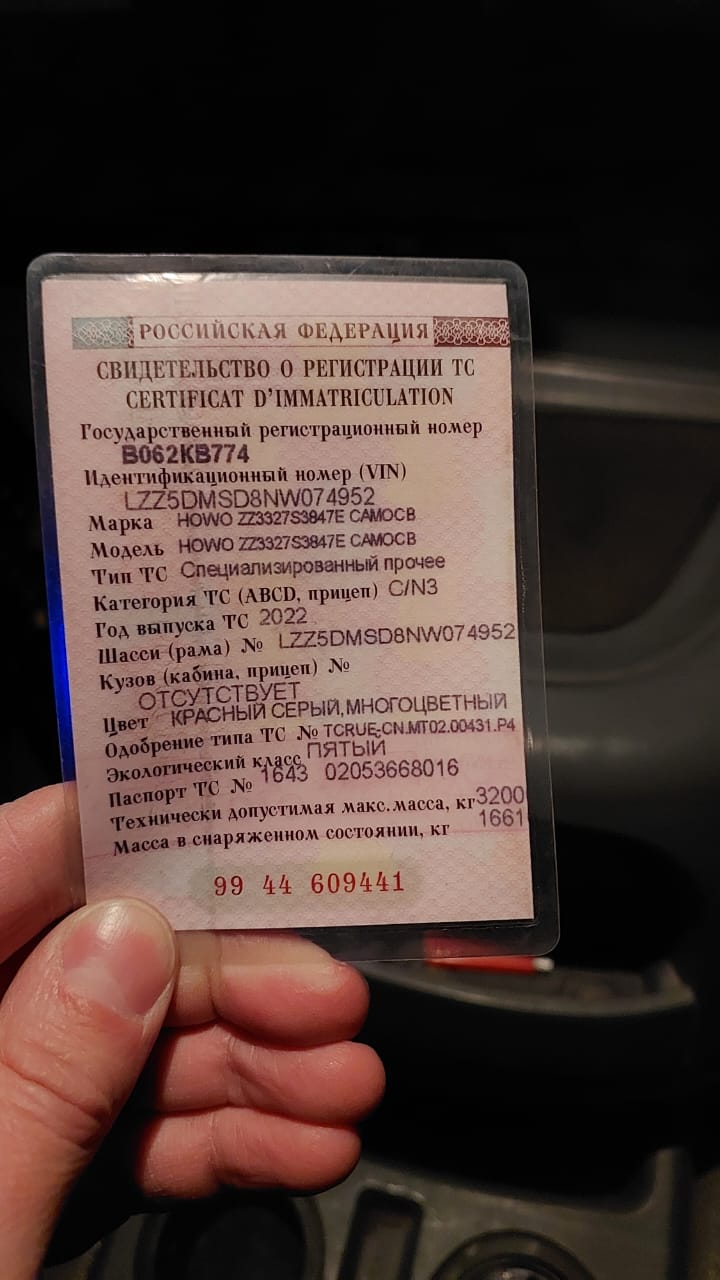 РОССИЙСКАЯ ФЕДЕРАЦИЯ
СВИДЕТЕЛЬСТВО О РЕГИСТРАЦИИ ТС
CERTIFICAT D'IMMATRICULATION
Государственный регистрационный номер
В062КВ774
Идентификационный номер (VIN)
LZZ5DMSD8NW074952
Марка HOWO ZZ3327S3847E САМОСВ
Модель HOWO ZZ3327S3847E САМОСВ
Тип ТС Специализированный прочее
Категория ТС (ABCD, прицеп) C/N3
Год выпуска ТС 2022
Шасси (рама) № LZZ5DMSD8NW074952
Кузов (кабина, прицеп) №
ОТСУТСТВУЕТ
Цвет КРАСНЫЙ СЕРЫЙ,МНОГОЦВЕТНЫЙ
Одобрение типа ТС № TCRUE-CN.MT02.00431.P4
Экологический класс ПЯТЫЙ
Паспорт ТС № 1643 02053668016
Технически допустимая макс.масса, кг 3200
Масса в снаряженном состоянии, кг 1661
99 44 609441